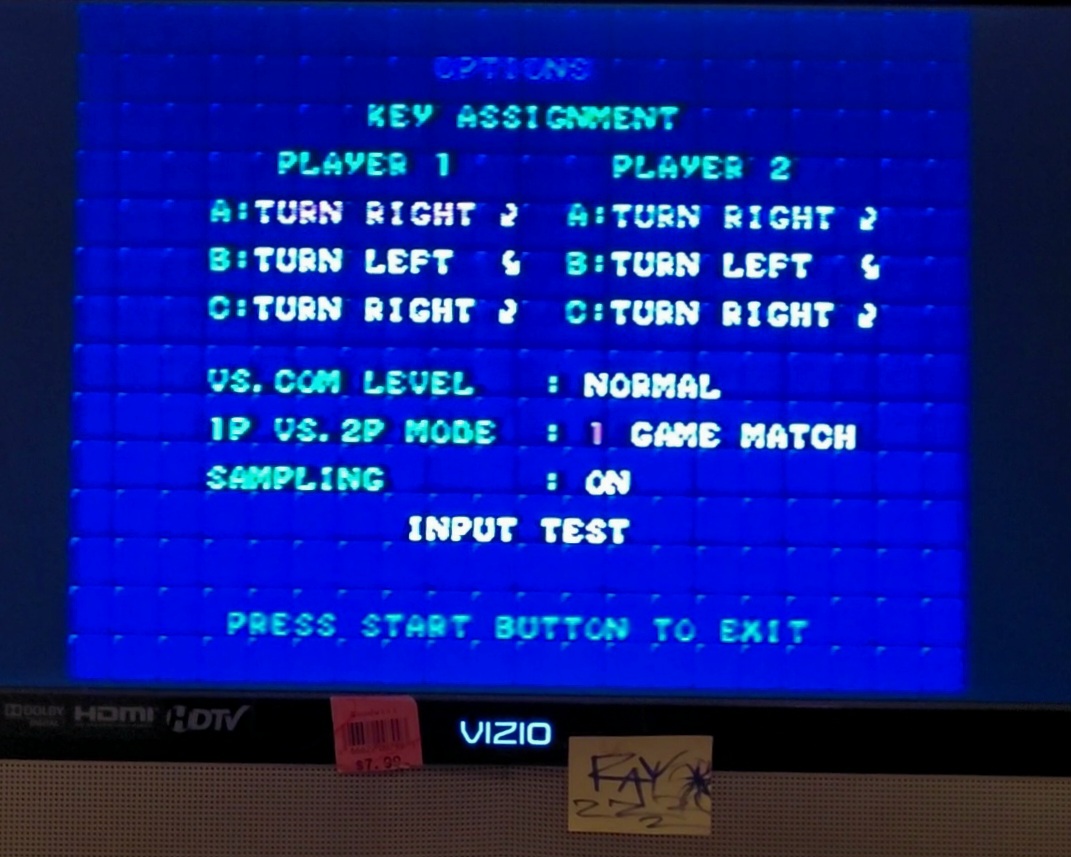 OPTIONS
KEY ASSIGNMENT
PLAYER 1 PLAYER 2
A:TURN RIGHT A:TURN RIGHT
B:TURN LEFT B:TURN LEFT
C:TURN RIGHT C:TURN RIGHT
VS.COM LEVEL : NORMAL
1P VS.2P MODE : 1 GAME MATCH
SAMPLING : ON
INPUT TEST
PRESS START BUTTON TO EXIT
DOLBY DIGITAL HDMI HDTV
VIZIO
$7.99
RAY
ZZZ